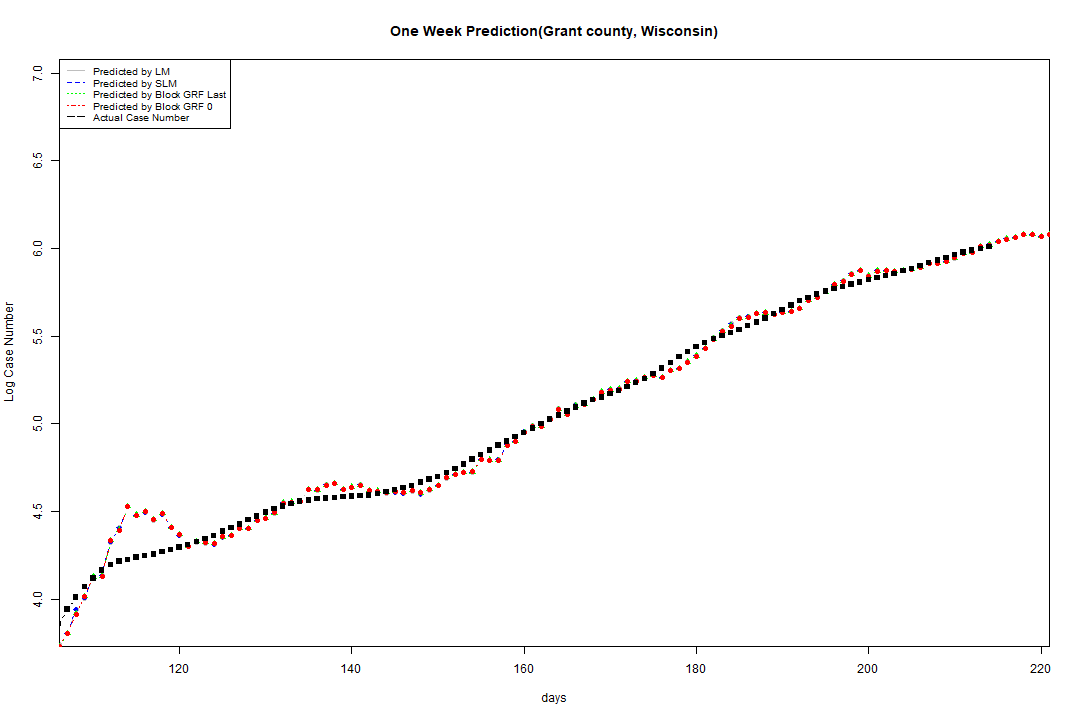 One Week Prediction(Grant county, Wisconsin)
Predicted by LM
Predicted by SLM
Predicted by Block GRF Last
Predicted by Block GRF 0
Actual Case Number
7.0
6.5
6.0
5.5
5.0
4.5
4.0
Log Case Number
120 140 160 180 200 220
days